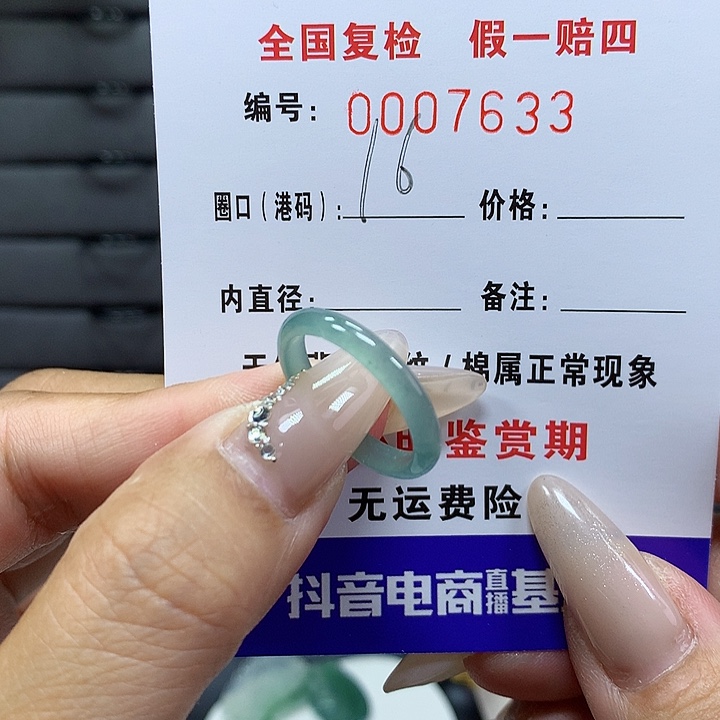 全国复检 假一赔四
编号: 0007633
圈口(港码): 16 价格:
内直径: 备注:
纹/棉属正常现象
时鉴赏期
无运费险
抖音电商直播基